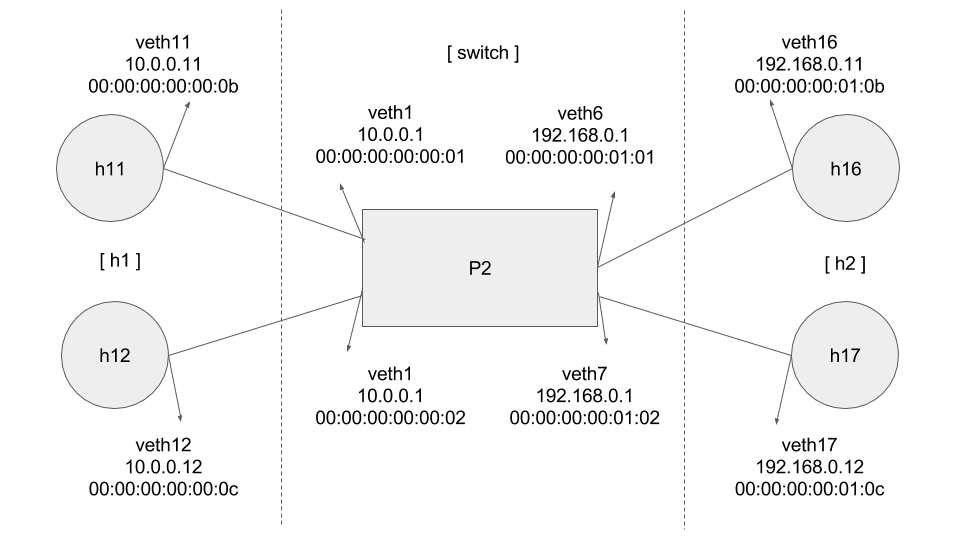 veth11
10.0.0.11
00:00:00:00:00:0b
[ switch ]
veth16
192.168.0.11
00:00:00:00:01:0b
veth1
10.0.0.1
00:00:00:00:00:01
veth6
192.168.0.1
00:00:00:00:01:01
h11
h16
[ h1 ]
P2
[ h2 ]
h12
h17
veth1
10.0.0.1
00:00:00:00:00:02
veth7
192.168.0.1
00:00:00:00:01:02
veth12
10.0.0.12
00:00:00:00:00:0c
veth17
192.168.0.12
00:00:00:00:01:0c